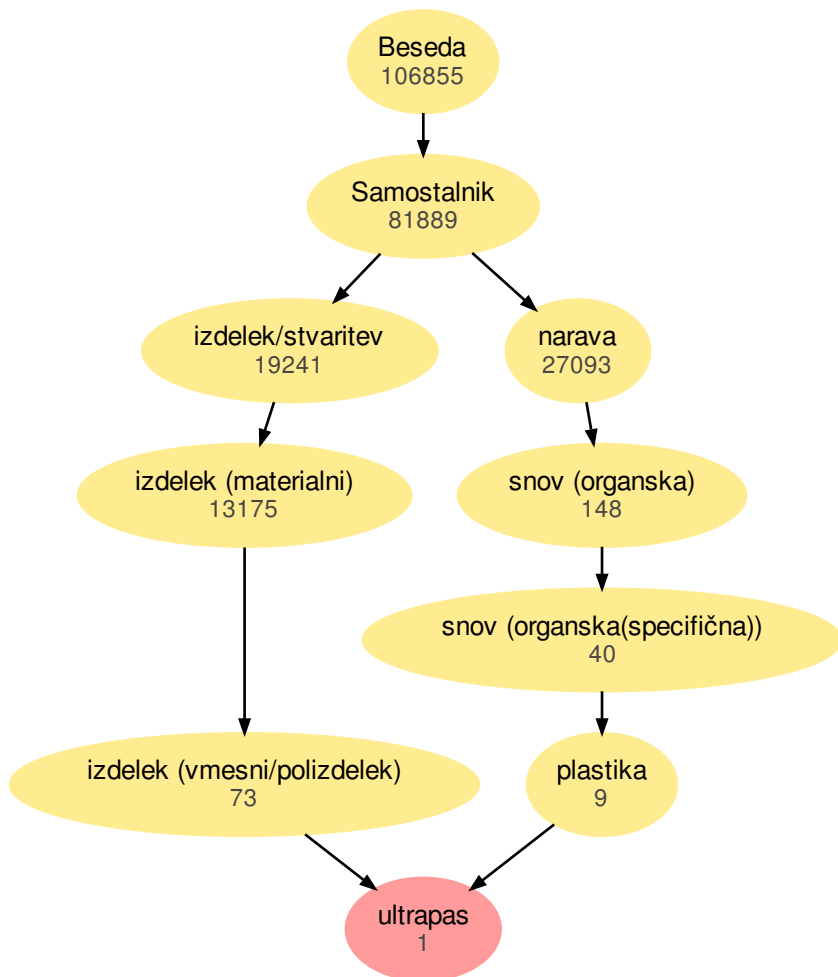 Beseda
106855
Samostalnik
81889
izdelek/stvaritev
19241
narava
27093
izdelek (materialni)
13175
snov (organska)
148
snov (organska(specifična))
40
izdelek (vmesni/polizdelek)
73
plastika
9
ultrapas
1